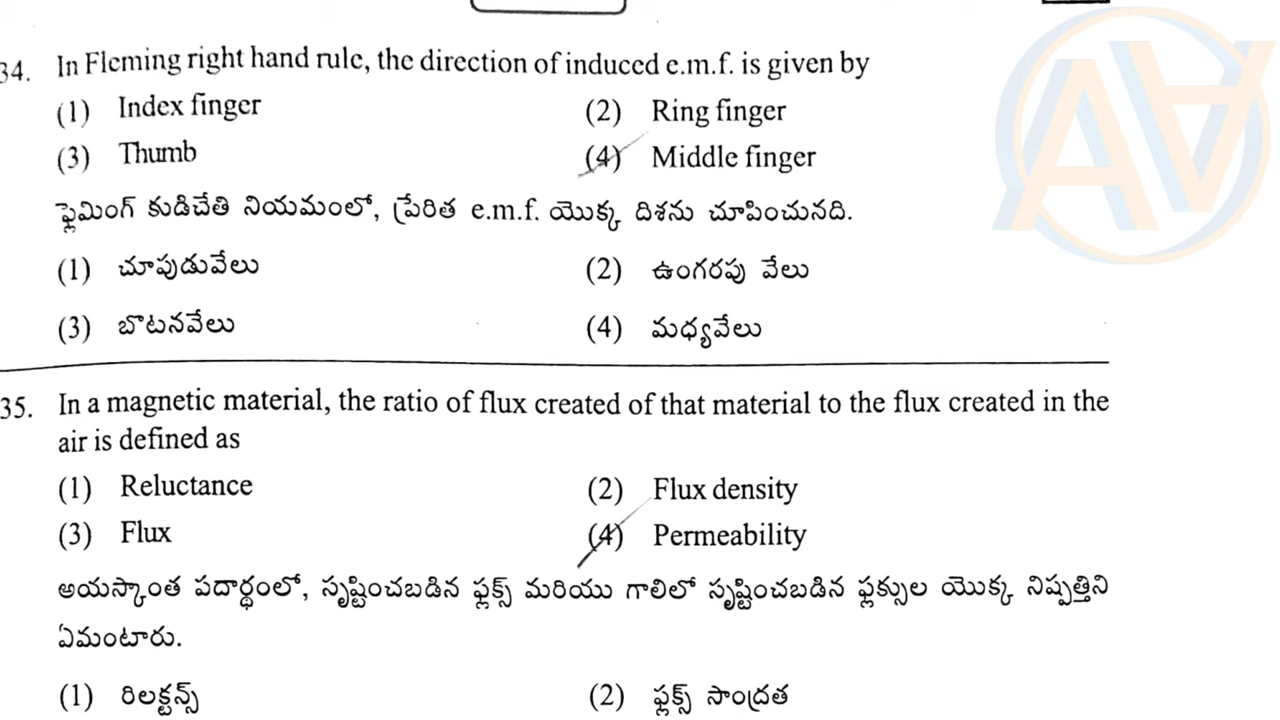 34. In Fleming right hand rule, the direction of induced e.m.f. is given by
(1) Index finger (2) Ring finger
(3) Thumb (4) Middle finger
ఫ్లెమింగ్ కుడిచేతి నియమంలో, ప్రేరిత e.m.f. యొక్క దిశను చూపించునది.
(1) చూపుడువేలు (2) ఉంగరపు వేలు
(3) బొటనవేలు (4) మధ్యవేలు
35. In a magnetic material, the ratio of flux created of that material to the flux created in the
air is defined as
(1) Reluctance (2) Flux density
(3) Flux (4) Permeability
అయస్కాంత పదార్థంలో, సృష్టించబడిన ఫ్లక్స్ మరియు గాలిలో సృష్టించబడిన ఫ్లక్సుల యొక్క నిష్పత్తిని
ఏమంటారు.
(1) రిలక్టన్స్ (2) ఫ్లక్స్ సాంద్రత